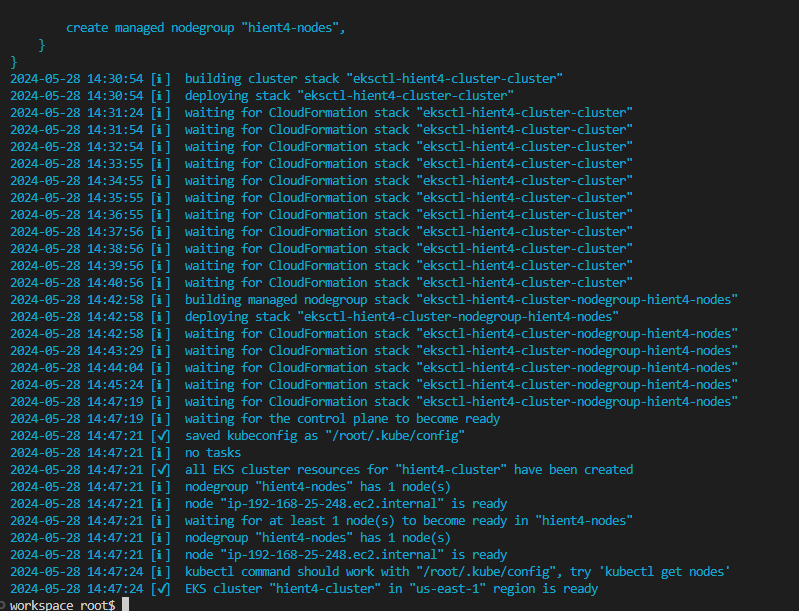 create managed nodegroup "hient4-nodes",
}
}
2024-05-28 14:30:54 [ℹ]  building cluster stack "eksctl-hient4-cluster-cluster"
2024-05-28 14:30:54 [ℹ]  deploying stack "eksctl-hient4-cluster-cluster"
2024-05-28 14:31:24 [ℹ]  waiting for CloudFormation stack "eksctl-hient4-cluster-cluster"
2024-05-28 14:31:54 [ℹ]  waiting for CloudFormation stack "eksctl-hient4-cluster-cluster"
2024-05-28 14:32:54 [ℹ]  waiting for CloudFormation stack "eksctl-hient4-cluster-cluster"
2024-05-28 14:33:55 [ℹ]  waiting for CloudFormation stack "eksctl-hient4-cluster-cluster"
2024-05-28 14:34:55 [ℹ]  waiting for CloudFormation stack "eksctl-hient4-cluster-cluster"
2024-05-28 14:35:55 [ℹ]  waiting for CloudFormation stack "eksctl-hient4-cluster-cluster"
2024-05-28 14:36:55 [ℹ]  waiting for CloudFormation stack "eksctl-hient4-cluster-cluster"
2024-05-28 14:37:56 [ℹ]  waiting for CloudFormation stack "eksctl-hient4-cluster-cluster"
2024-05-28 14:38:56 [ℹ]  waiting for CloudFormation stack "eksctl-hient4-cluster-cluster"
2024-05-28 14:39:56 [ℹ]  waiting for CloudFormation stack "eksctl-hient4-cluster-cluster"
2024-05-28 14:40:56 [ℹ]  waiting for CloudFormation stack "eksctl-hient4-cluster-cluster"
2024-05-28 14:42:58 [ℹ]  building managed nodegroup stack "eksctl-hient4-cluster-nodegroup-hient4-nodes"
2024-05-28 14:42:58 [ℹ]  deploying stack "eksctl-hient4-cluster-nodegroup-hient4-nodes"
2024-05-28 14:42:58 [ℹ]  waiting for CloudFormation stack "eksctl-hient4-cluster-nodegroup-hient4-nodes"
2024-05-28 14:43:29 [ℹ]  waiting for CloudFormation stack "eksctl-hient4-cluster-nodegroup-hient4-nodes"
2024-05-28 14:44:04 [ℹ]  waiting for CloudFormation stack "eksctl-hient4-cluster-nodegroup-hient4-nodes"
2024-05-28 14:45:24 [ℹ]  waiting for CloudFormation stack "eksctl-hient4-cluster-nodegroup-hient4-nodes"
2024-05-28 14:47:19 [ℹ]  waiting for CloudFormation stack "eksctl-hient4-cluster-nodegroup-hient4-nodes"
2024-05-28 14:47:19 [ℹ]  waiting for the control plane to become ready
2024-05-28 14:47:21 [✔]  saved kubeconfig as "/root/.kube/config"
2024-05-28 14:47:21 [ℹ]  no tasks
2024-05-28 14:47:21 [✔]  all EKS cluster resources for "hient4-cluster" have been created
2024-05-28 14:47:21 [ℹ]  nodegroup "hient4-nodes" has 1 node(s)
2024-05-28 14:47:21 [ℹ]  node "ip-192-168-25-248.ec2.internal" is ready
2024-05-28 14:47:21 [ℹ]  waiting for at least 1 node(s) to become ready in "hient4-nodes"
2024-05-28 14:47:21 [ℹ]  nodegroup "hient4-nodes" has 1 node(s)
2024-05-28 14:47:21 [ℹ]  node "ip-192-168-25-248.ec2.internal" is ready
2024-05-28 14:47:24 [ℹ]  kubectl command should work with "/root/.kube/config", try 'kubectl get nodes'
2024-05-28 14:47:24 [✔]  EKS cluster "hient4-cluster" in "us-east-1" region is ready
workspace root$